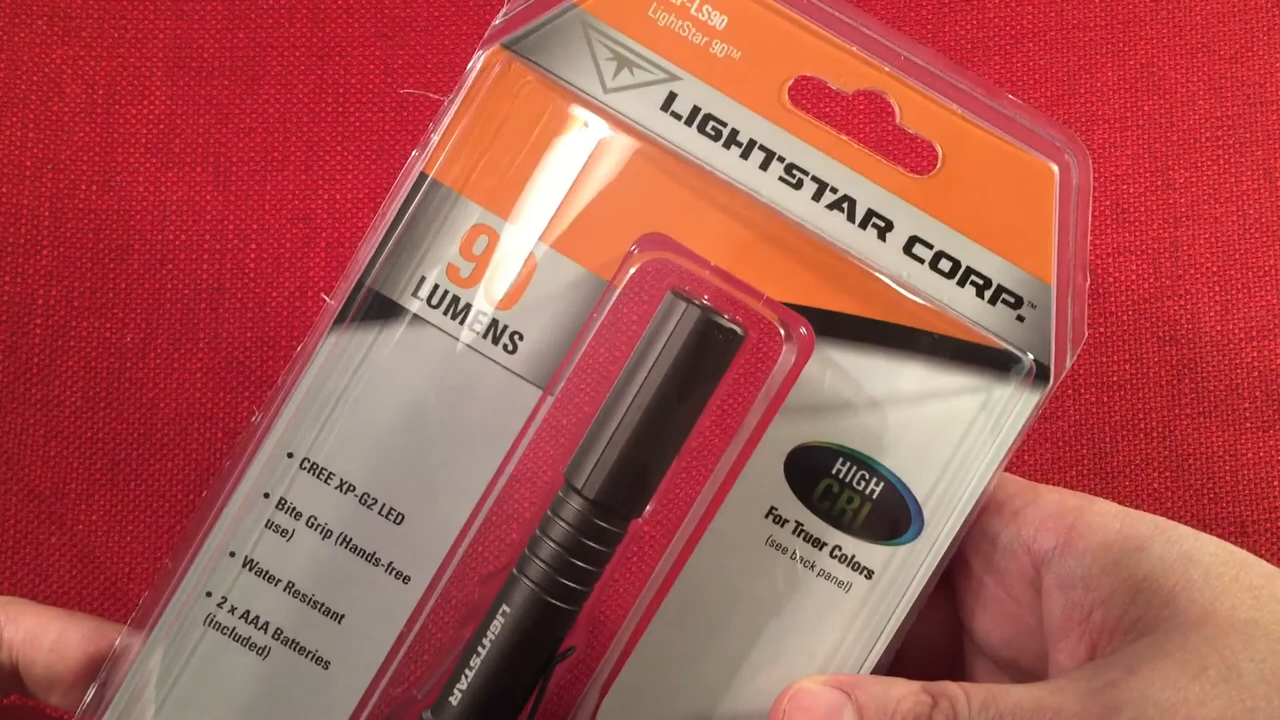 LS90
LightStar 90™
LIGHTSTAR CORP.™
90
LUMENS
• CREE XP-G2 LED
• Bite Grip (Hands-free
use)
• Water Resistant
• 2 x AAA Batteries
(included)
HIGH
CRI
For Truer Colors
(see back panel)
LIGHTSTAR